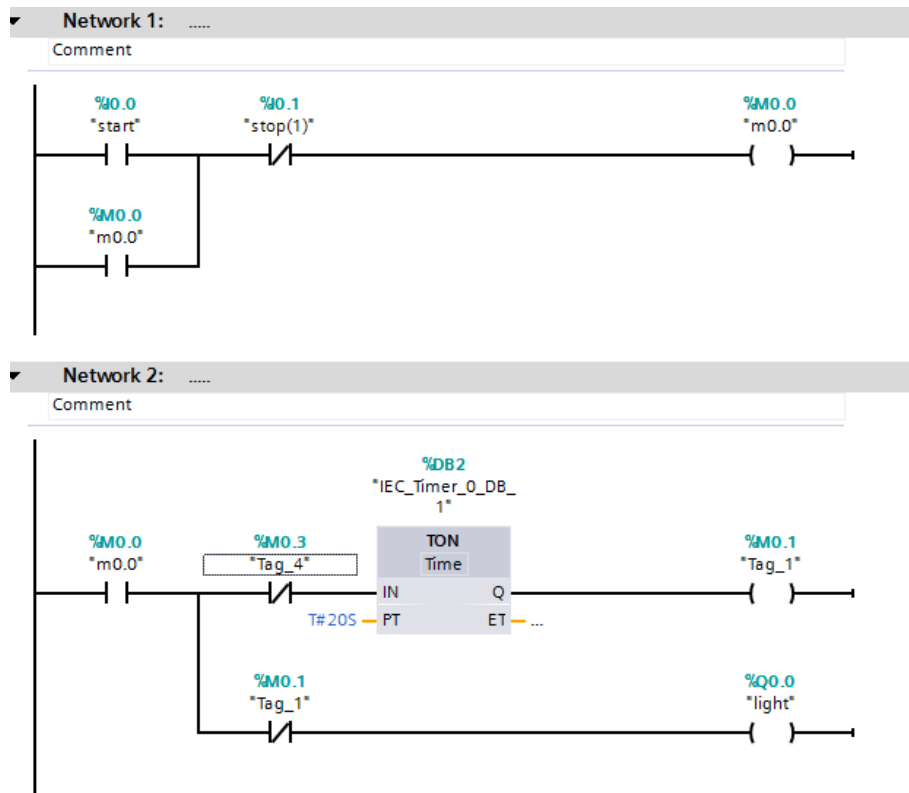 Network 1: .....
Comment
%I0.0 %I0.1 %M0.0
"start" "stop(1)" "m0.0"
%M0.0
"m0.0"
Network 2: .....
Comment
%DB2
"IEC_Timer_0_DB_
1"
%M0.0 %M0.3 TON %M0.1
"m0.0" "Tag_4" Time "Tag_1"
IN Q
T#20S PT ET ...
%M0.1 %Q0.0
"Tag_1" "light"